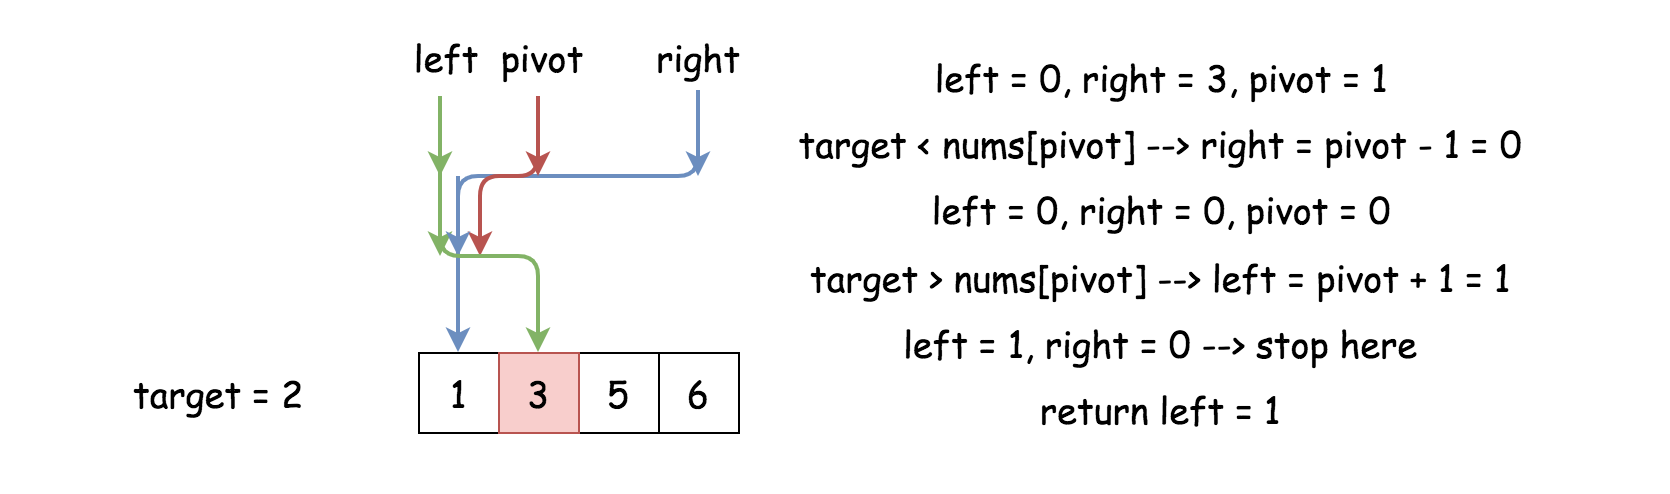 left pivot right
left = 0, right = 3, pivot = 1
target < nums[pivot] --> right = pivot - 1 = 0
left = 0, right = 0, pivot = 0
target > nums[pivot] --> left = pivot + 1 = 1
left = 1, right = 0 --> stop here
return left = 1
target = 2
1 3 5 6